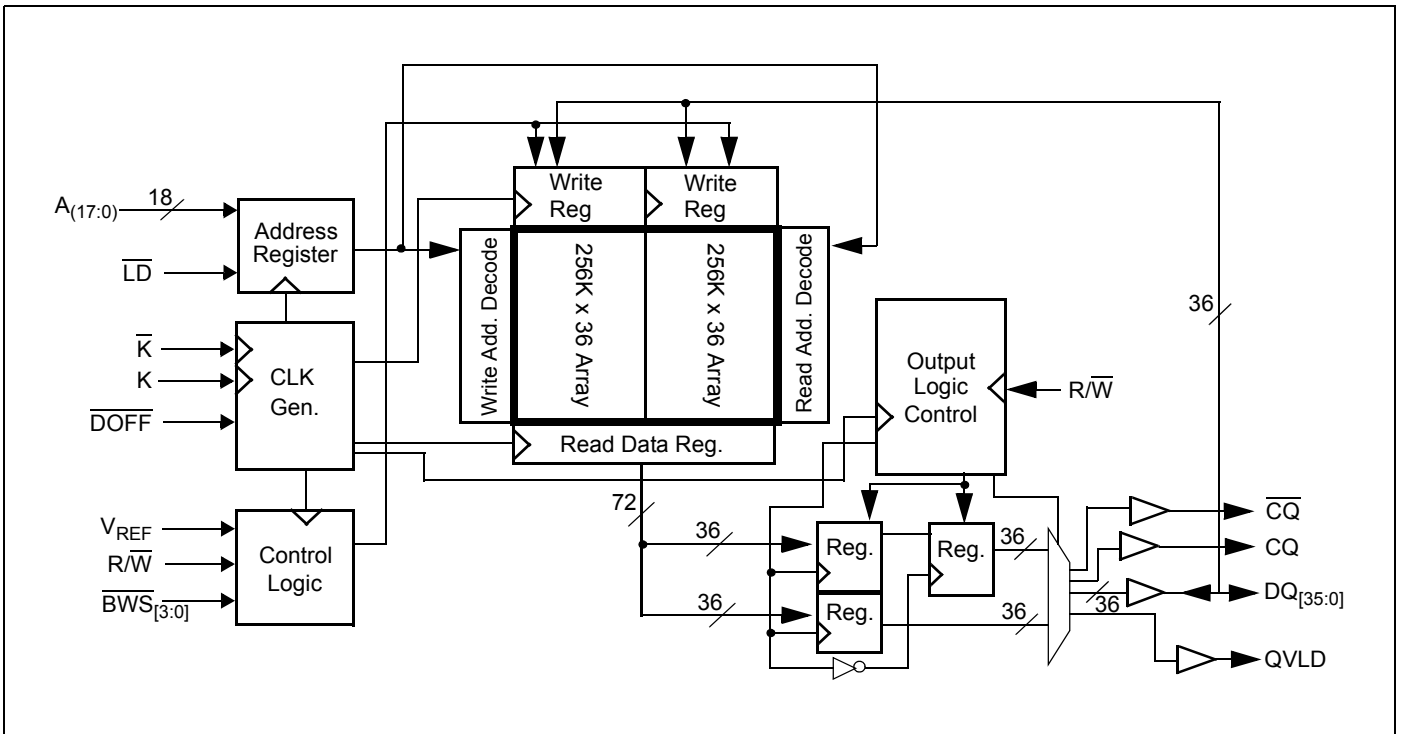 Write
Reg
Write
Reg
A(17:0)
18
Address
Register
LD
Write Add. Decode
256K x 36 Array
256K x 36 Array
Read Add. Decode
36
K
K
CLK
Gen.
DOFF
Output
Logic
Control
R/W
Read Data Reg.
72
VREF
R/W
BWS[3:0]
Control
Logic
36
Reg.
Reg.
36
36
Reg.
36
36
CQ
CQ
DQ[35:0]
QVLD